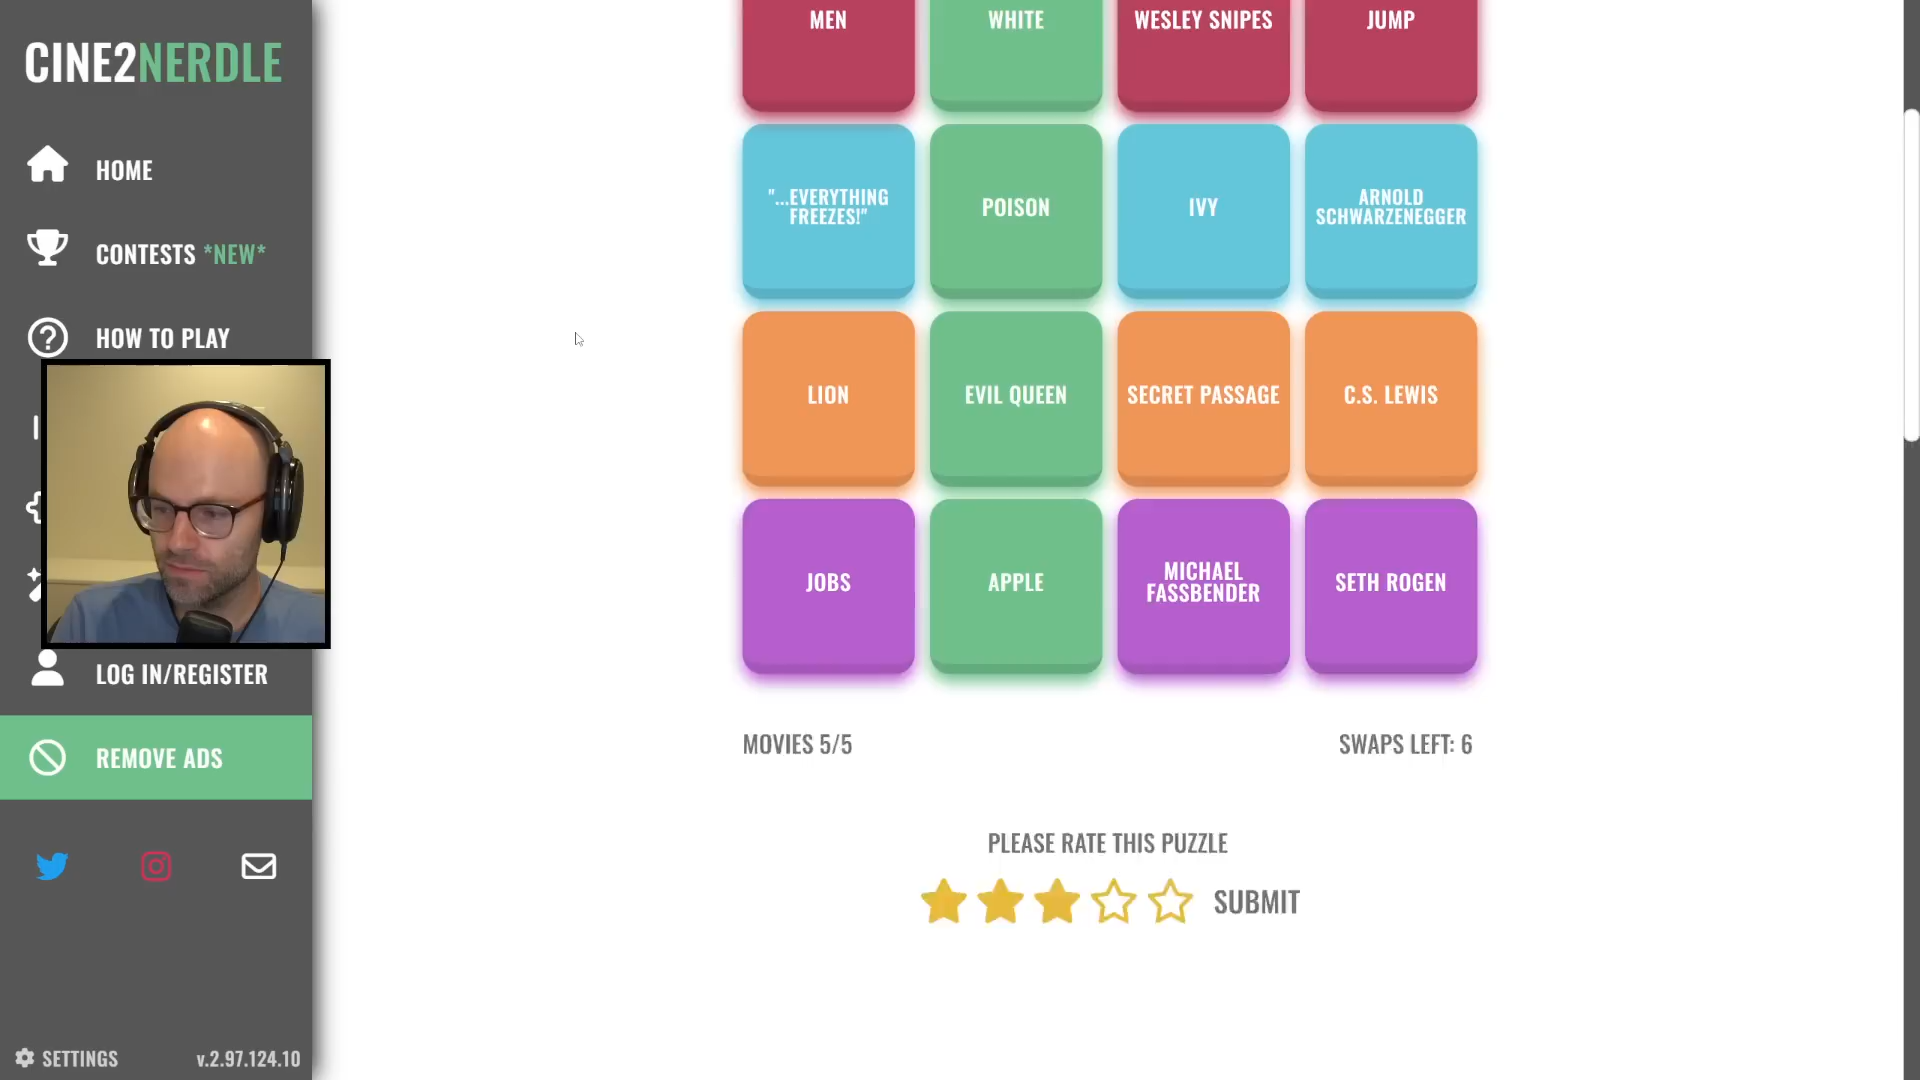 CINE2NERDLE
HOME
CONTESTS *NEW*
HOW TO PLAY
LOG IN/REGISTER
REMOVE ADS
SETTINGS
v.2.97.124.10
MEN
WHITE
WESLEY SNIPES
JUMP
"...EVERYTHING
FREEZES!"
POISON
IVY
ARNOLD
SCHWARZENEGGER
LION
EVIL QUEEN
SECRET PASSAGE
C.S. LEWIS
JOBS
APPLE
MICHAEL
FASSBENDER
SETH ROGEN
MOVIES 5/5
SWAPS LEFT: 6
PLEASE RATE THIS PUZZLE
SUBMIT